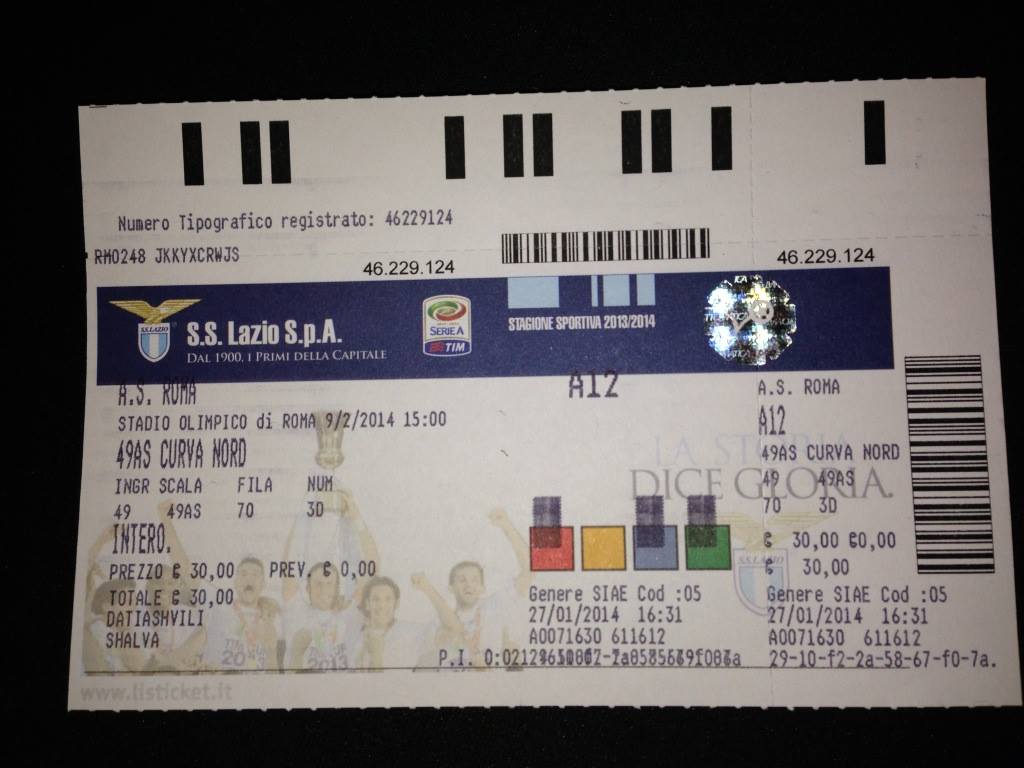 Numero Tipografico registrato: 46229124
RM0248 JKKYXCRWJS
46.229.124
46.229.124
S.S.LAZIO
S.S. Lazio S.p.A.
DAL 1900, I PRIMI DELLA CAPITALE
SERIE A
TIM
STAGIONE SPORTIVA 2013/2014
A.S. ROMA
A12
STADIO OLIMPICO di ROMA 9/2/2014 15:00
49AS CURVA NORD
INGR SCALA FILA NUM
49 49AS 70 3D
INTERO.
PREZZO € 30,00 PREV. € 0,00
TOTALE € 30,00
DATIASHVILI
SHALVA
LA STORIA
DICE GLORIA.
Genere SIAE Cod :05
27/01/2014 16:31
A0071630 611612
P.I.
A.S. ROMA
A12
49AS CURVA NORD
49 49AS
70 3D
€ 30,00 €0,00
€ 30,00
S.S.LAZIO
Genere SIAE Cod :05
27/01/2014 16:31
A0071630 611612
29-10-f2-2a-58-67-f0-7a.
www.listicket.it